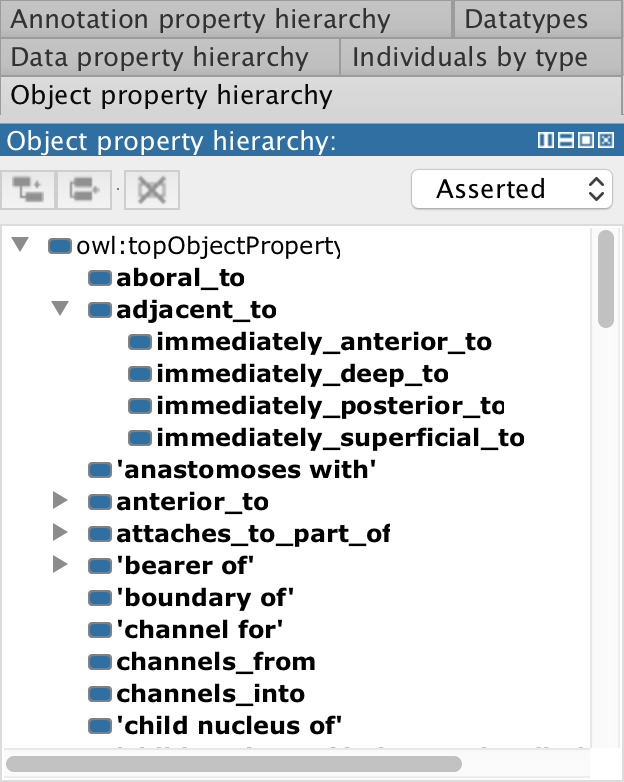 Annotation property hierarchy Datatypes
Data property hierarchy Individuals by type
Object property hierarchy
Object property hierarchy:
Asserted
owl:topObjectProperty
aboral_to
adjacent_to
immediately_anterior_to
immediately_deep_to
immediately_posterior_to
immediately_superficial_to
'anastomoses with'
anterior_to
attaches_to_part_of
'bearer of'
'boundary of'
'channel for'
channels_from
channels_into
'child nucleus of'